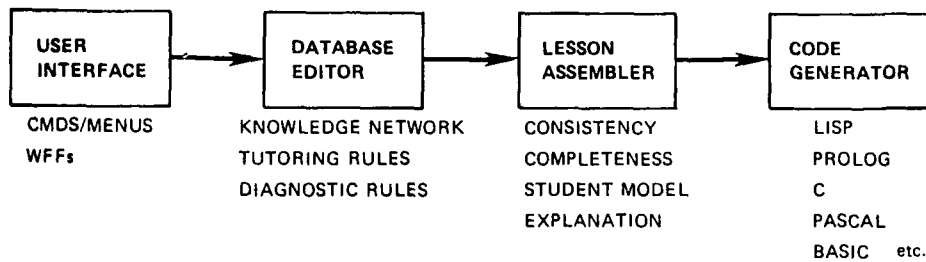 USER
INTERFACE
DATABASE
EDITOR
LESSON
ASSEMBLER
CODE
GENERATOR
CMDS/MENUS
WFFs
KNOWLEDGE NETWORK
TUTORING RULES
DIAGNOSTIC RULES
CONSISTENCY
COMPLETENESS
STUDENT MODEL
EXPLANATION
LISP
PROLOG
C
PASCAL
BASIC etc.